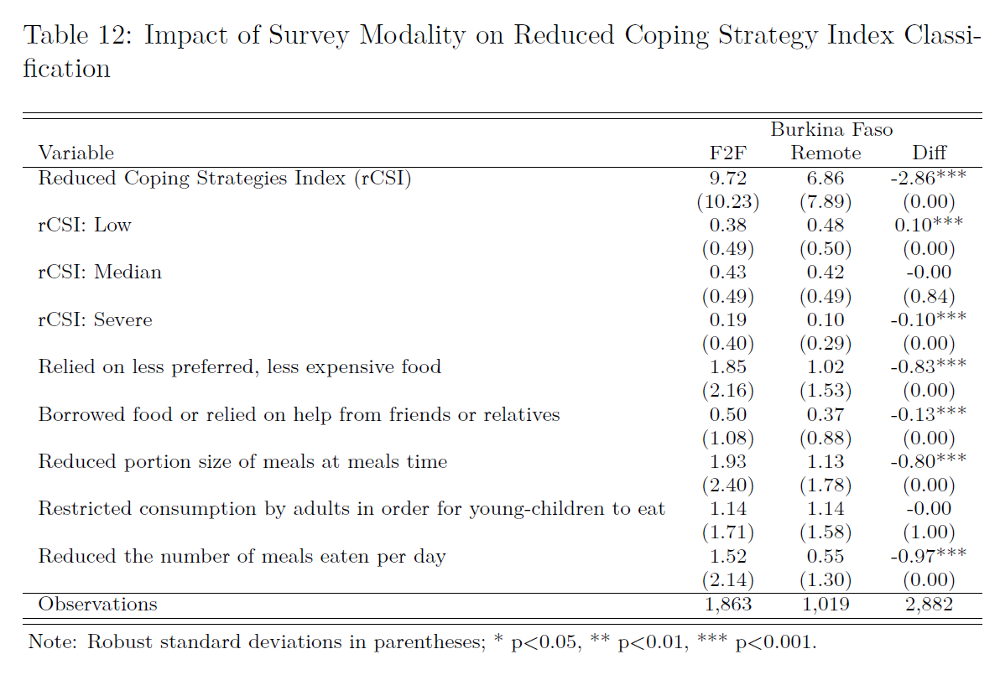 Table 12: Impact of Survey Modality on Reduced Coping Strategy Index Classi-
fication
Burkina Faso
Variable F2F Remote Diff
Reduced Coping Strategies Index (rCSI) 9.72 6.86 -2.86***
(10.23) (7.89) (0.00)
rCSI: Low 0.38 0.48 0.10***
(0.49) (0.50) (0.00)
rCSI: Median 0.43 0.42 -0.00
(0.49) (0.49) (0.84)
rCSI: Severe 0.19 0.10 -0.10***
(0.40) (0.29) (0.00)
Relied on less preferred, less expensive food 1.85 1.02 -0.83***
(2.16) (1.53) (0.00)
Borrowed food or relied on help from friends or relatives 0.50 0.37 -0.13***
(1.08) (0.88) (0.00)
Reduced portion size of meals at meals time 1.93 1.13 -0.80***
(2.40) (1.78) (0.00)
Restricted consumption by adults in order for young-children to eat 1.14 1.14 -0.00
(1.71) (1.58) (1.00)
Reduced the number of meals eaten per day 1.52 0.55 -0.97***
(2.14) (1.30) (0.00)
Observations 1,863 1,019 2,882
Note: Robust standard deviations in parentheses; * p<0.05, ** p<0.01, *** p<0.001.